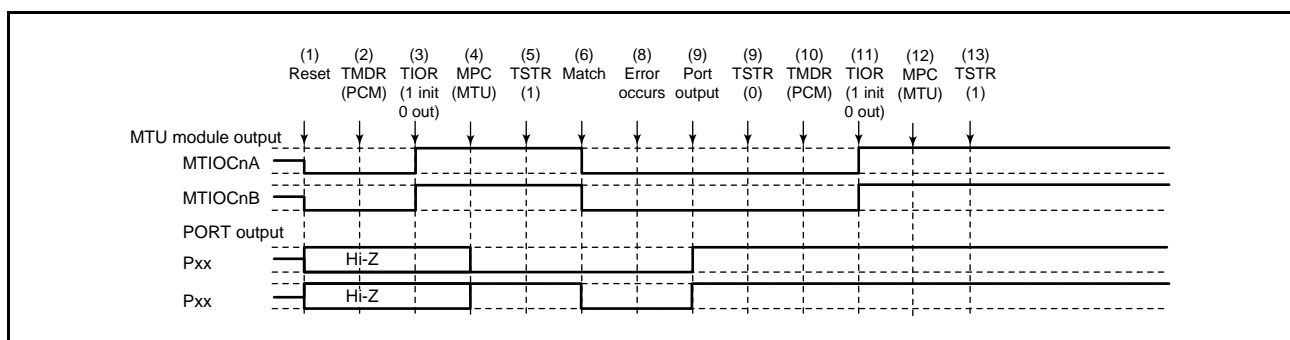 (1) (2) (3) (4) (5) (6) (8) (9) (9) (10) (11) (12) (13)
Reset TMDR TIOR MPC TSTR Match Error Port TSTR TMDR TIOR MPC TSTR
(PCM) (1 init (MTU) (1) occurs output (0) (PCM) (1 init (MTU) (1)
0 out) 0 out)
MTU module output
MTIOCnA
MTIOCnB
PORT output
Pxx Hi-Z
Pxx Hi-Z